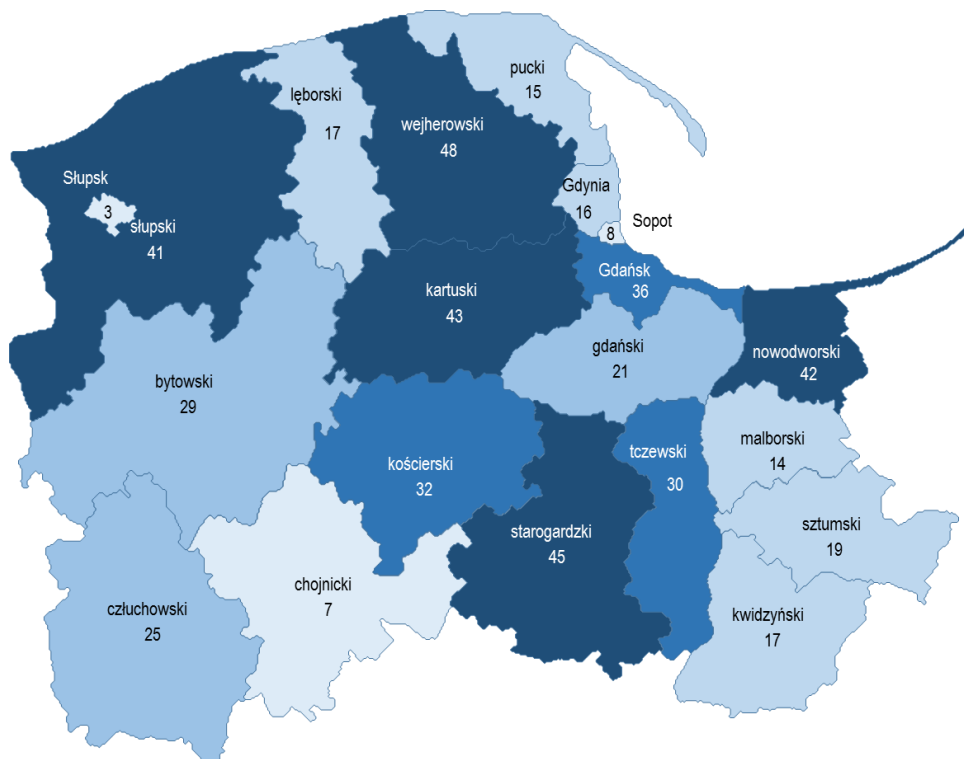 pucki
15
lęborski
17
wejherowski
48
Słupsk
3
słupski
41
Gdynia
16
Sopot
8
Gdańsk
36
kartuski
43
gdański
21
nowodworski
42
bytowski
29
kościerski
32
tczewski
30
malborski
14
starogardzki
45
sztumski
19
chojnicki
7
człuchowski
25
kwidzyński
17